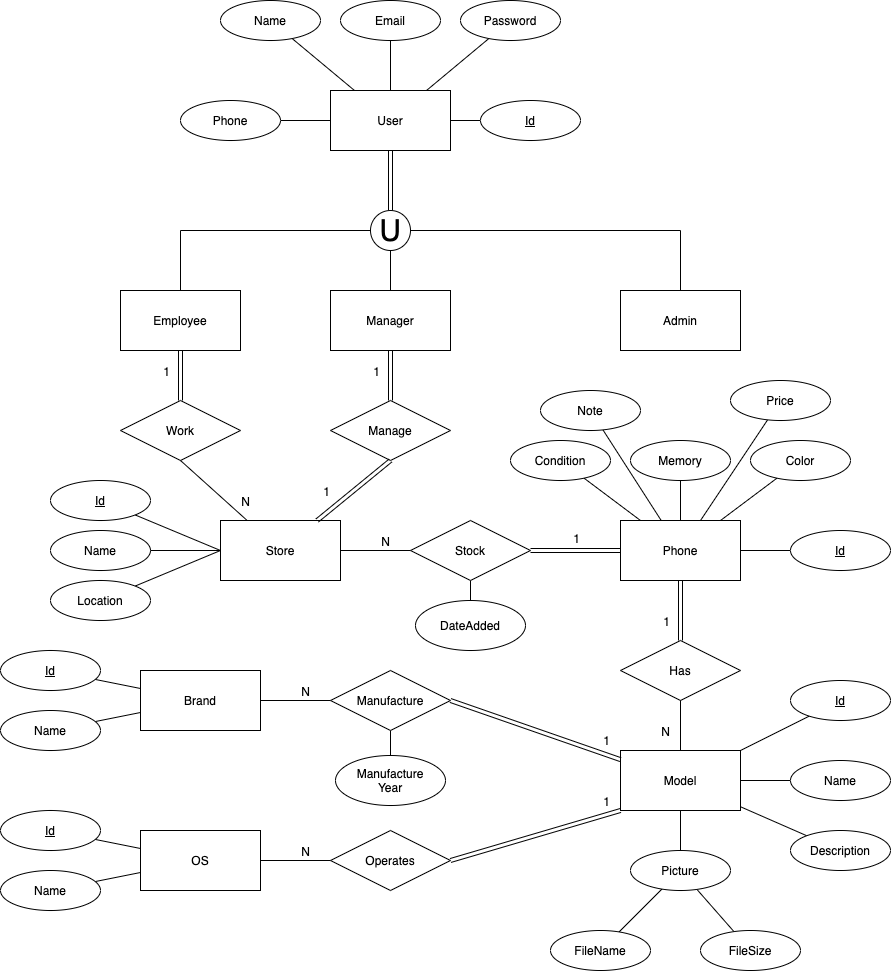 Name
Email
Password
Phone
User
Id
U
Employee
Manager
Admin
1
1
Note
Price
Work
Manage
Condition
Memory
Color
1
N
Id
Name
Location
Store
N
Stock
1
Phone
Id
DateAdded
1
Id
Name
Brand
N
Manufacture
Manufacture
Year
Has
N
1
Id
Model
Name
1
Description
Id
Name
OS
N
Operates
Picture
FileName
FileSize